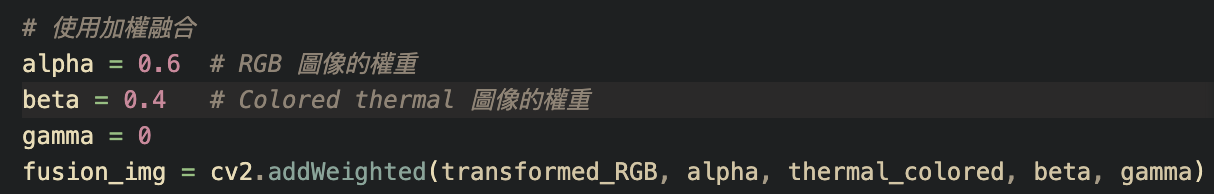 # 使用加權融合
alpha = 0.6  # RGB 圖像的權重
beta = 0.4   # Colored thermal 圖像的權重
gamma = 0
fusion_img = cv2.addWeighted(transformed_RGB, alpha, thermal_colored, beta, gamma)